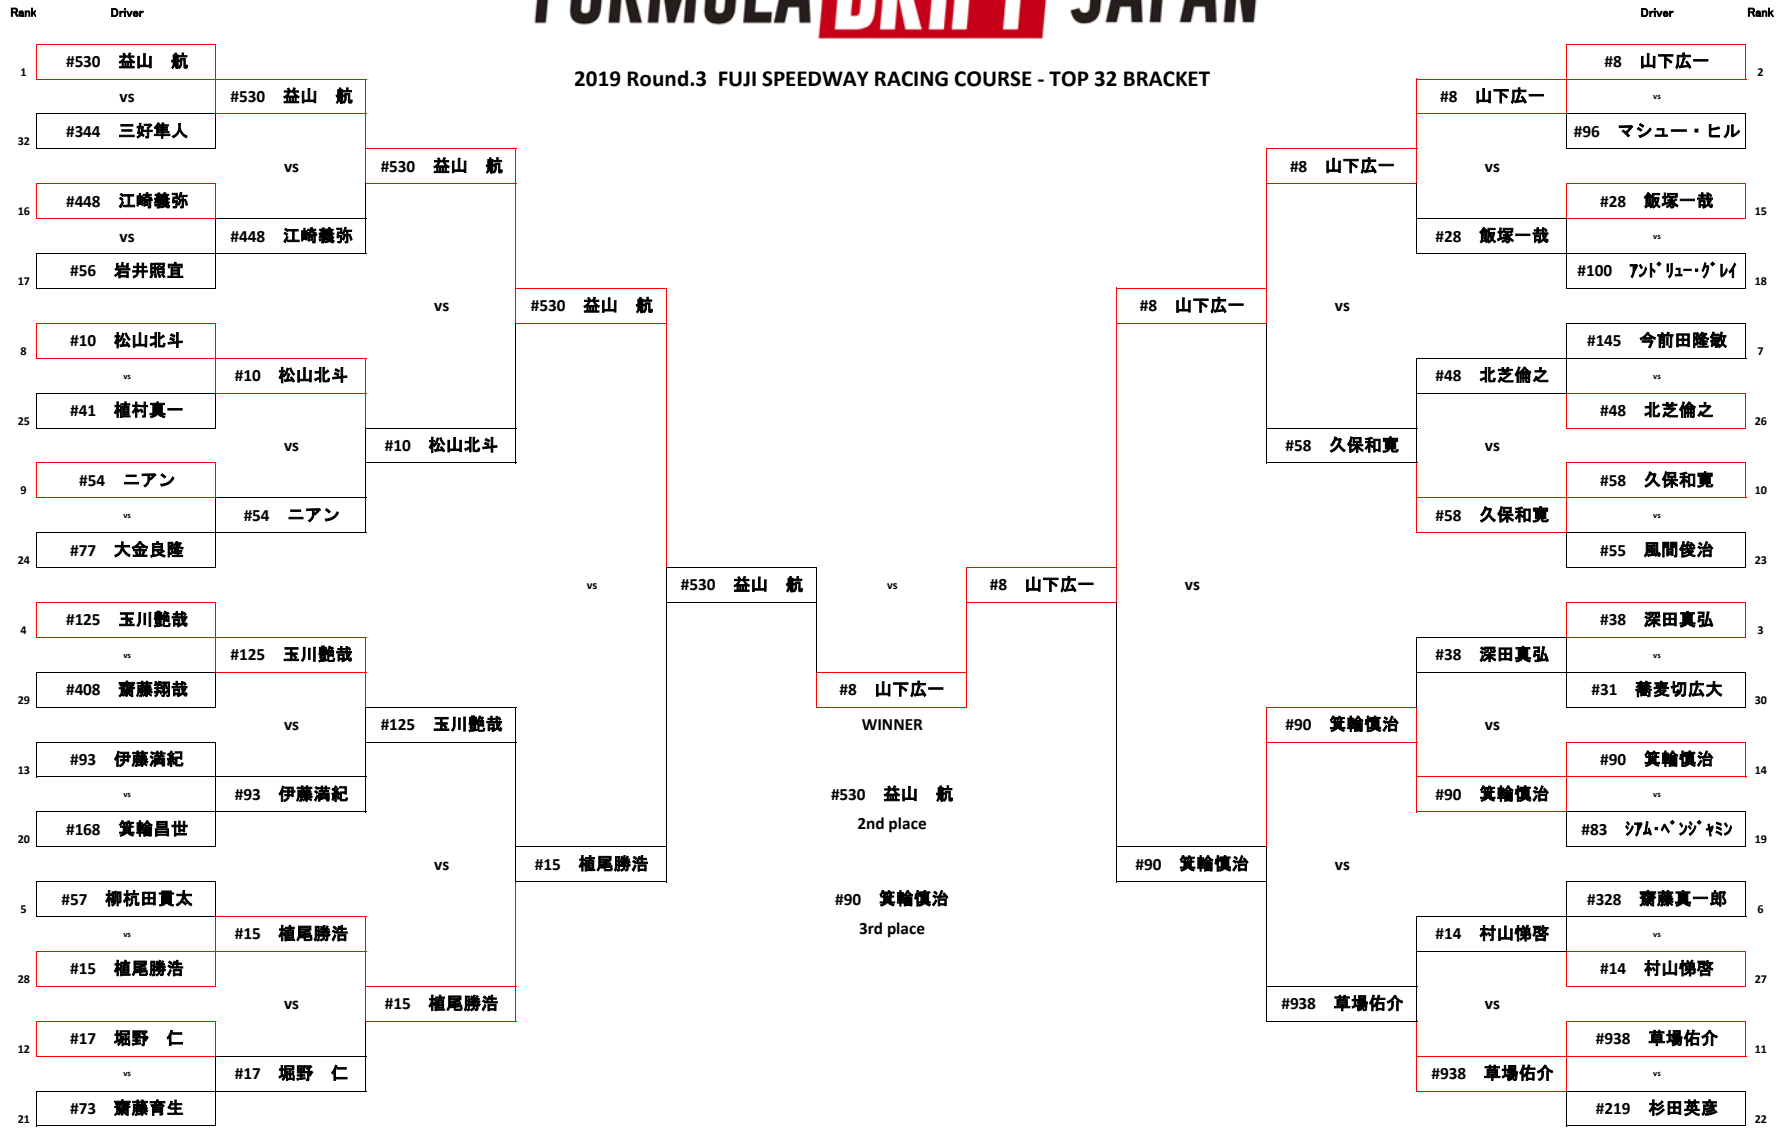 FORMULA DRIFT JAPAN
Rank Driver
Driver Rank
2019 Round.3 FUJI SPEEDWAY RACING COURSE - TOP 32 BRACKET
1 #530 益山 航
vs
32 #344 三好隼人
16 #448 江崎義弥
vs
17 #56 岩井照宜
8 #10 松山北斗
vs
25 #41 植村真一
9 #54 ニアン
vs
24 #77 大金良隆
4 #125 玉川艶哉
vs
29 #408 齋藤翔哉
13 #93 伊藤満紀
vs
20 #168 箕輪昌世
5 #57 柳杭田貫太
vs
28 #15 植尾勝浩
12 #17 堀野 仁
vs
21 #73 齋藤育生
#530 益山 航
vs
#448 江崎義弥
#10 松山北斗
vs
#54 ニアン
#125 玉川艶哉
vs
#93 伊藤満紀
#15 植尾勝浩
vs
#17 堀野 仁
#530 益山 航
vs
#10 松山北斗
#125 玉川艶哉
vs
#15 植尾勝浩
#530 益山 航
vs
#15 植尾勝浩
#530 益山 航
vs
#8 山下広一
#8 山下広一
WINNER
#530 益山 航
2nd place
#90 箕輪慎治
3rd place
#8 山下広一
vs
#90 箕輪慎治
#8 山下広一
vs
#58 久保和寛
#90 箕輪慎治
vs
#938 草場佑介
#8 山下広一
vs
#28 飯塚一哉
#48 北芝倫之
vs
#58 久保和寛
#38 深田真弘
vs
#90 箕輪慎治
#14 村山悌啓
vs
#938 草場佑介
#8 山下広一 2
vs
#96 マシュー・ヒル
#28 飯塚一哉 15
vs
#100 ｱﾝﾄﾞﾘｭｰ･ｸﾞﾚｲ 18
#145 今前田隆敏 7
vs
#48 北芝倫之 26
#58 久保和寛 10
vs
#55 風間俊治 23
#38 深田真弘 3
vs
#31 蕎麦切広大 30
#90 箕輪慎治 14
vs
#83 ｼｱﾑ･ﾍﾞﾝｼﾞｬﾐﾝ 19
#328 齋藤真一郎 6
vs
#14 村山悌啓 27
#938 草場佑介 11
vs
#219 杉田英彦 22